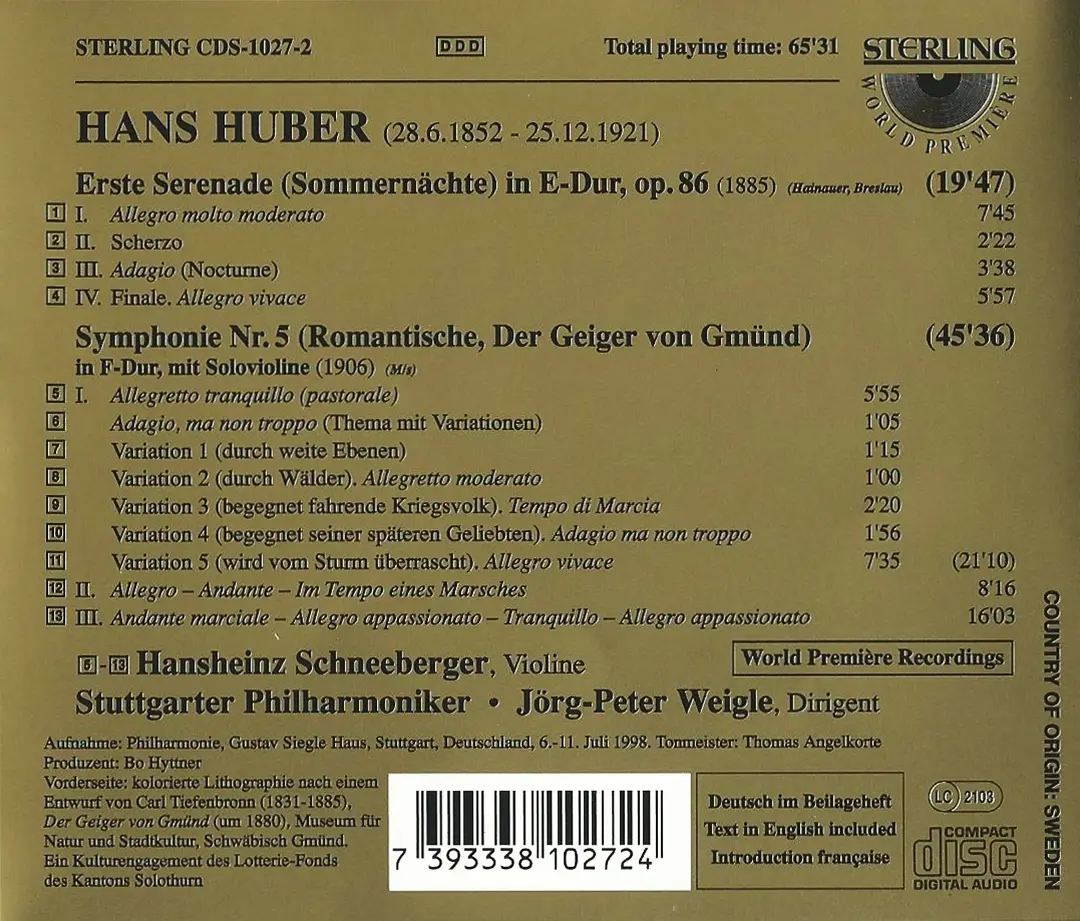 STERLING CDS-1027-2 DDD Total playing time: 65'31 STERLING
WORLD PREMIÈRE
HANS HUBER (28.6.1852 - 25.12.1921)
Erste Serenade (Sommernächte) in E-Dur, op. 86 (1885) (Hainauer, Breslau) (19'47)
1 I. Allegro molto moderato 7'45
2 II. Scherzo 2'22
3 III. Adagio (Nocturne) 3'38
4 IV. Finale. Allegro vivace 5'57
Symphonie Nr. 5 (Romantische, Der Geiger von Gmünd) (45'36)
in F-Dur, mit Solovioline (1906) (M/s)
5 I. Allegretto tranquillo (pastorale) 5'55
6 Adagio, ma non troppo (Thema mit Variationen) 1'05
7 Variation 1 (durch weite Ebenen) 1'15
8 Variation 2 (durch Wälder). Allegretto moderato 1'00
9 Variation 3 (begegnet fahrende Kriegsvolk). Tempo di Marcia 2'20
10 Variation 4 (begegnet seiner späteren Geliebten). Adagio ma non troppo 1'56
11 Variation 5 (wird vom Sturm überrascht). Allegro vivace 7'35 (21'10)
12 II. Allegro – Andante – Im Tempo eines Marsches 8'16
13 III. Andante marciale – Allegro appassionato – Tranquillo – Allegro appassionato 16'03
5-13 Hansheinz Schneeberger, Violine
World Première Recordings
Stuttgarter Philharmoniker • Jörg-Peter Weigle, Dirigent
Aufnahme: Philharmonie, Gustav Siegle Haus, Stuttgart, Deutschland, 6.-11. Juli 1998. Tonmeister: Thomas Angelkorte
Produzent: Bo Hyttner
Vorderseite: kolorierte Lithographie nach einem
Entwurf von Carl Tiefenbronn (1831-1885),
Der Geiger von Gmünd (um 1880), Museum für
Natur und Stadtkultur, Schwäbisch Gmünd.
Ein Kulturengagement des Lotterie-Fonds
des Kantons Solothurn
7 393338 102724
Deutsch im Beilageheft
Text in English included
Introduction française
LC 2103
COMPACT
disc
DIGITAL AUDIO
COUNTRY OF ORIGIN: SWEDEN